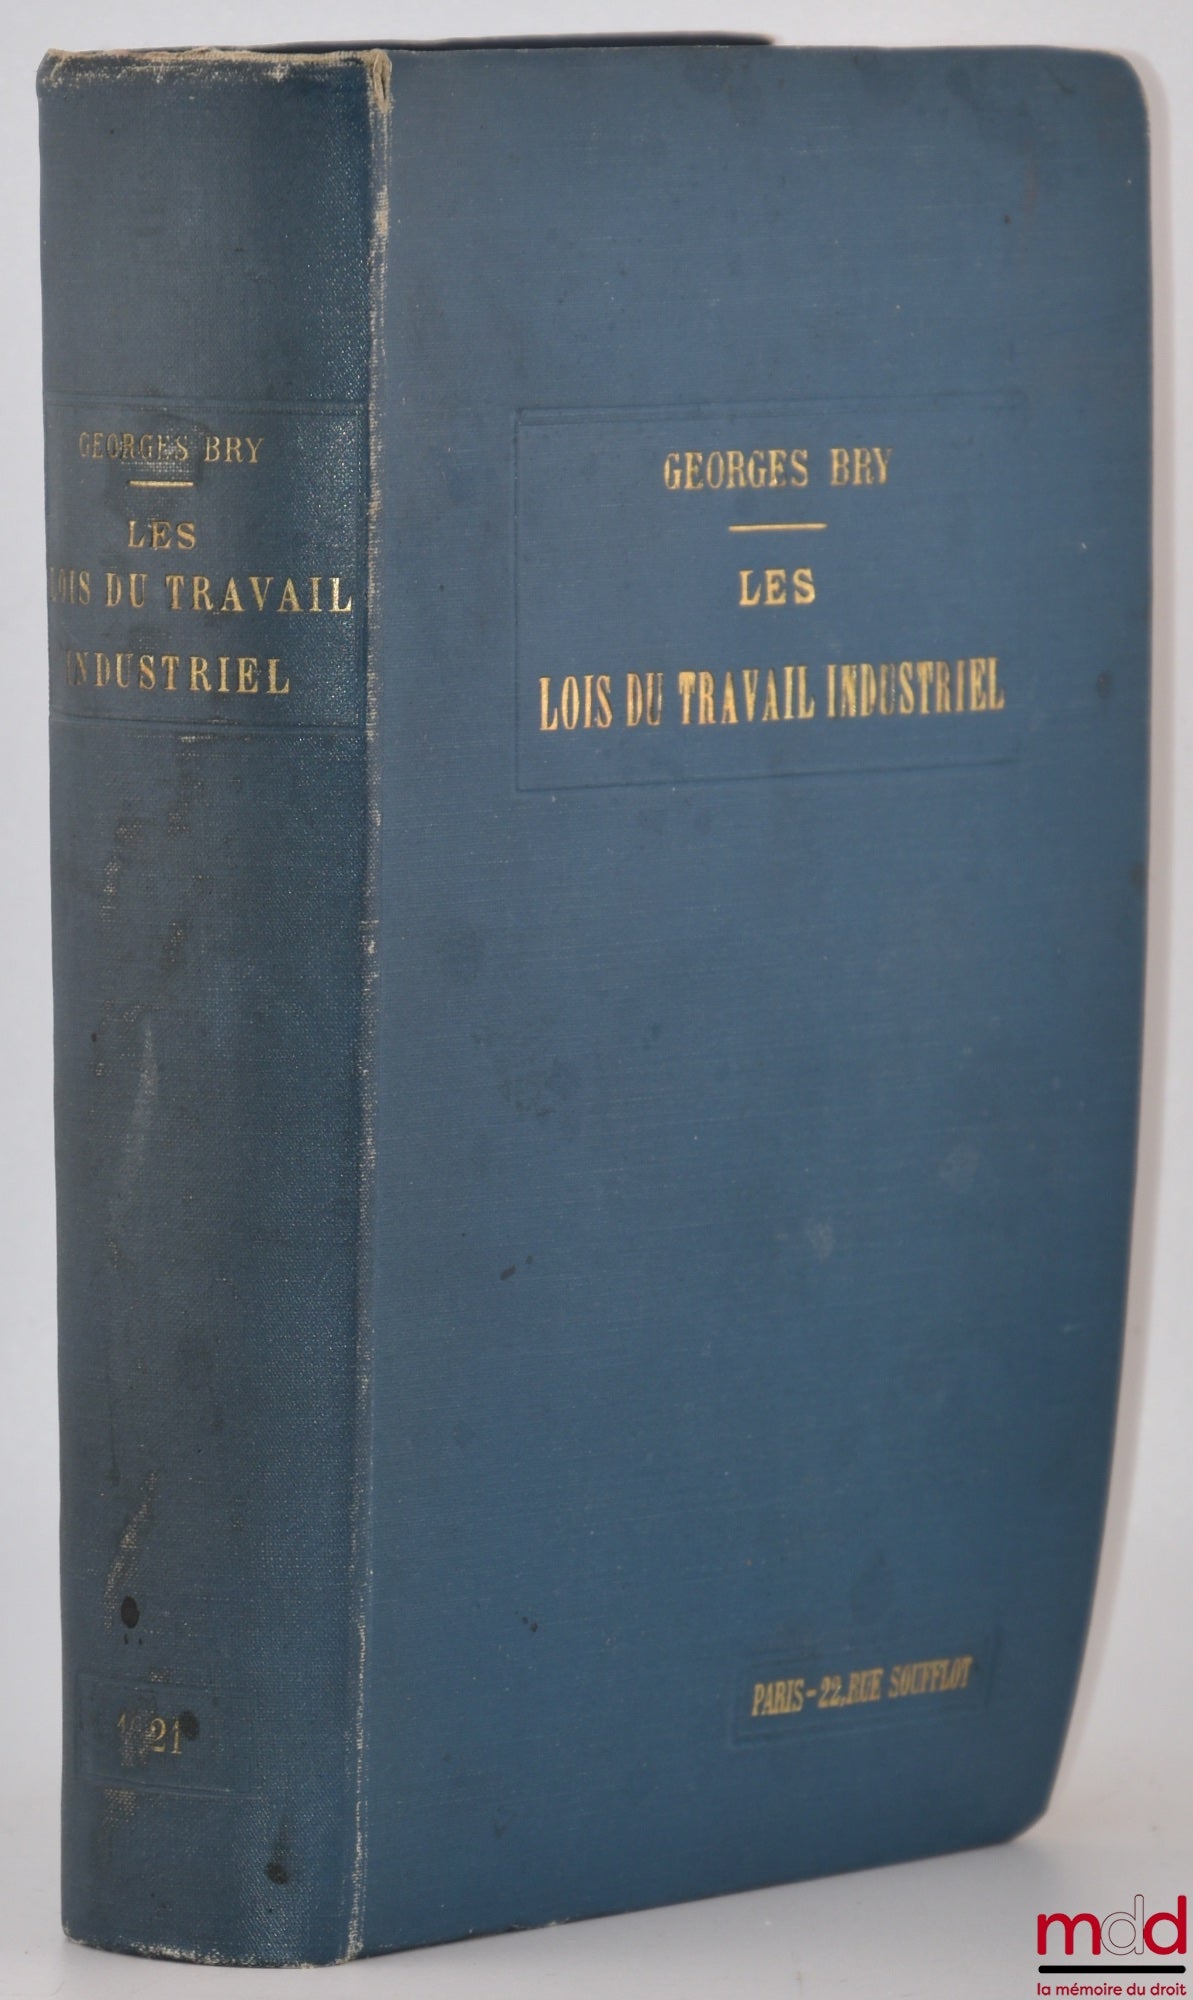 GEORGES BRY
LES
LOIS DU TRAVAIL
INDUSTRIEL
1921
GEORGES BRY
LES
LOIS DU TRAVAIL INDUSTRIEL
PARIS - 22, RUE SOUFFLOT
mdd
la mémoire du droit